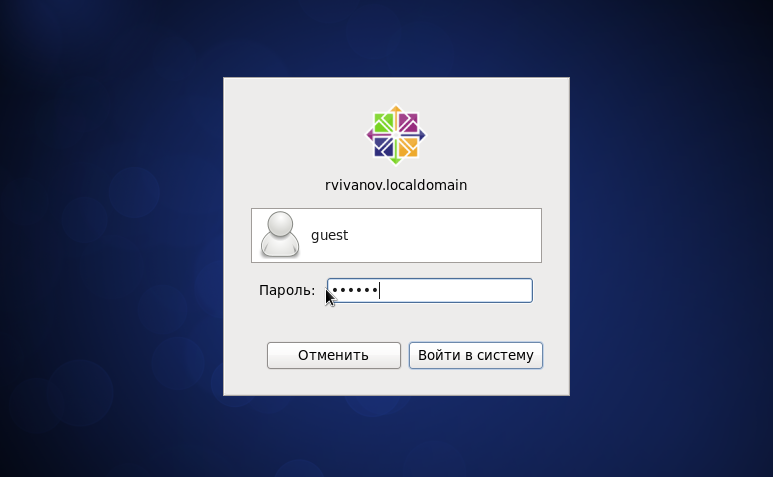 rvivanov.localdomain
guest
Пароль: ••••••
Отменить Войти в систему